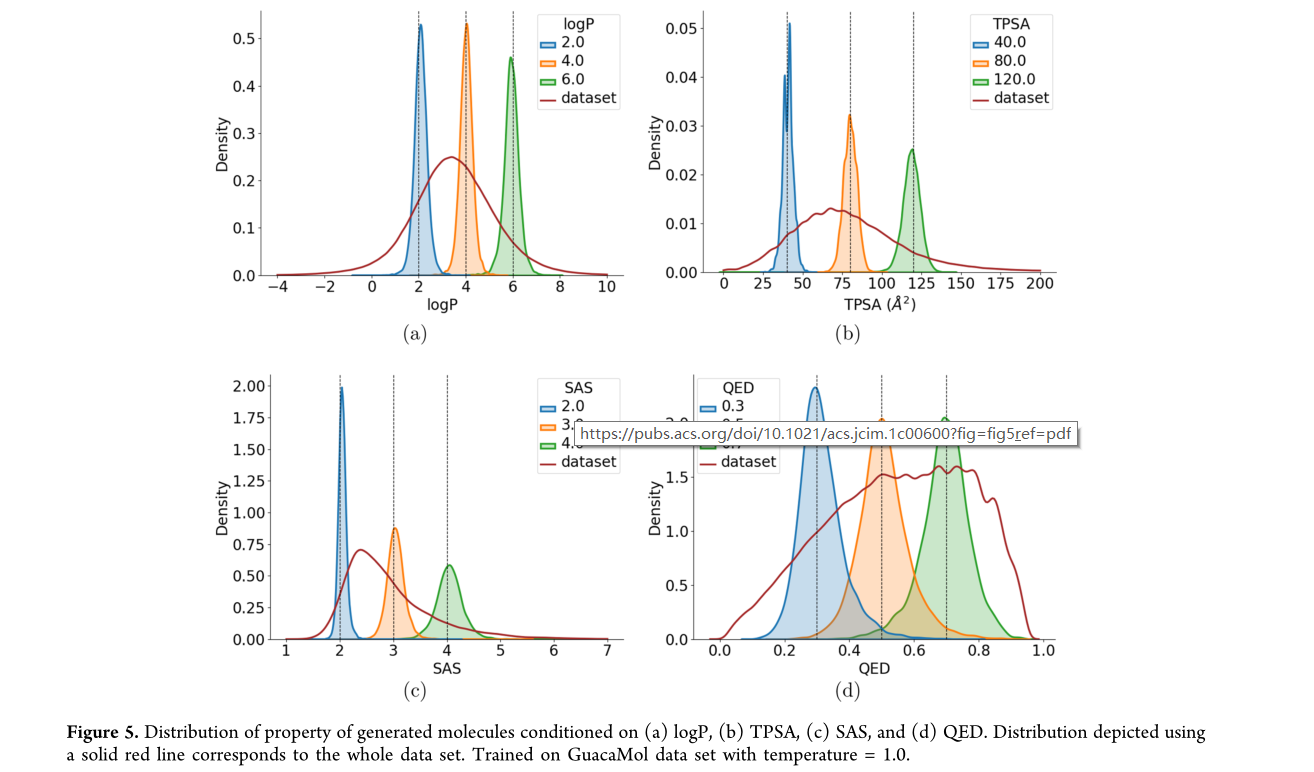 logP
2.0
4.0
6.0
dataset
Density
0.5
0.4
0.3
0.2
0.1
0.0
−4 −2 0 2 4 6 8 10
logP
(a)
TPSA
40.0
80.0
120.0
dataset
Density
0.05
0.04
0.03
0.02
0.01
0.00
0 25 50 75 100 125 150 175 200
TPSA (Å²)
(b)
SAS
2.0
dataset
Density
2.00
1.75
1.50
1.25
1.00
0.75
0.50
0.25
0.00
1 2 3 4 5 6 7
SAS
(c)
QED
0.3
https://pubs.acs.org/doi/10.1021/acs.jcim.1c00600?fig=fig5ref=pdf
dataset
Density
1.5
1.0
0.5
0.0
0.0 0.2 0.4 0.6 0.8 1.0
QED
(d)
Figure 5. Distribution of property of generated molecules conditioned on (a) logP, (b) TPSA, (c) SAS, and (d) QED. Distribution depicted using
a solid red line corresponds to the whole data set. Trained on GuacaMol data set with temperature = 1.0.